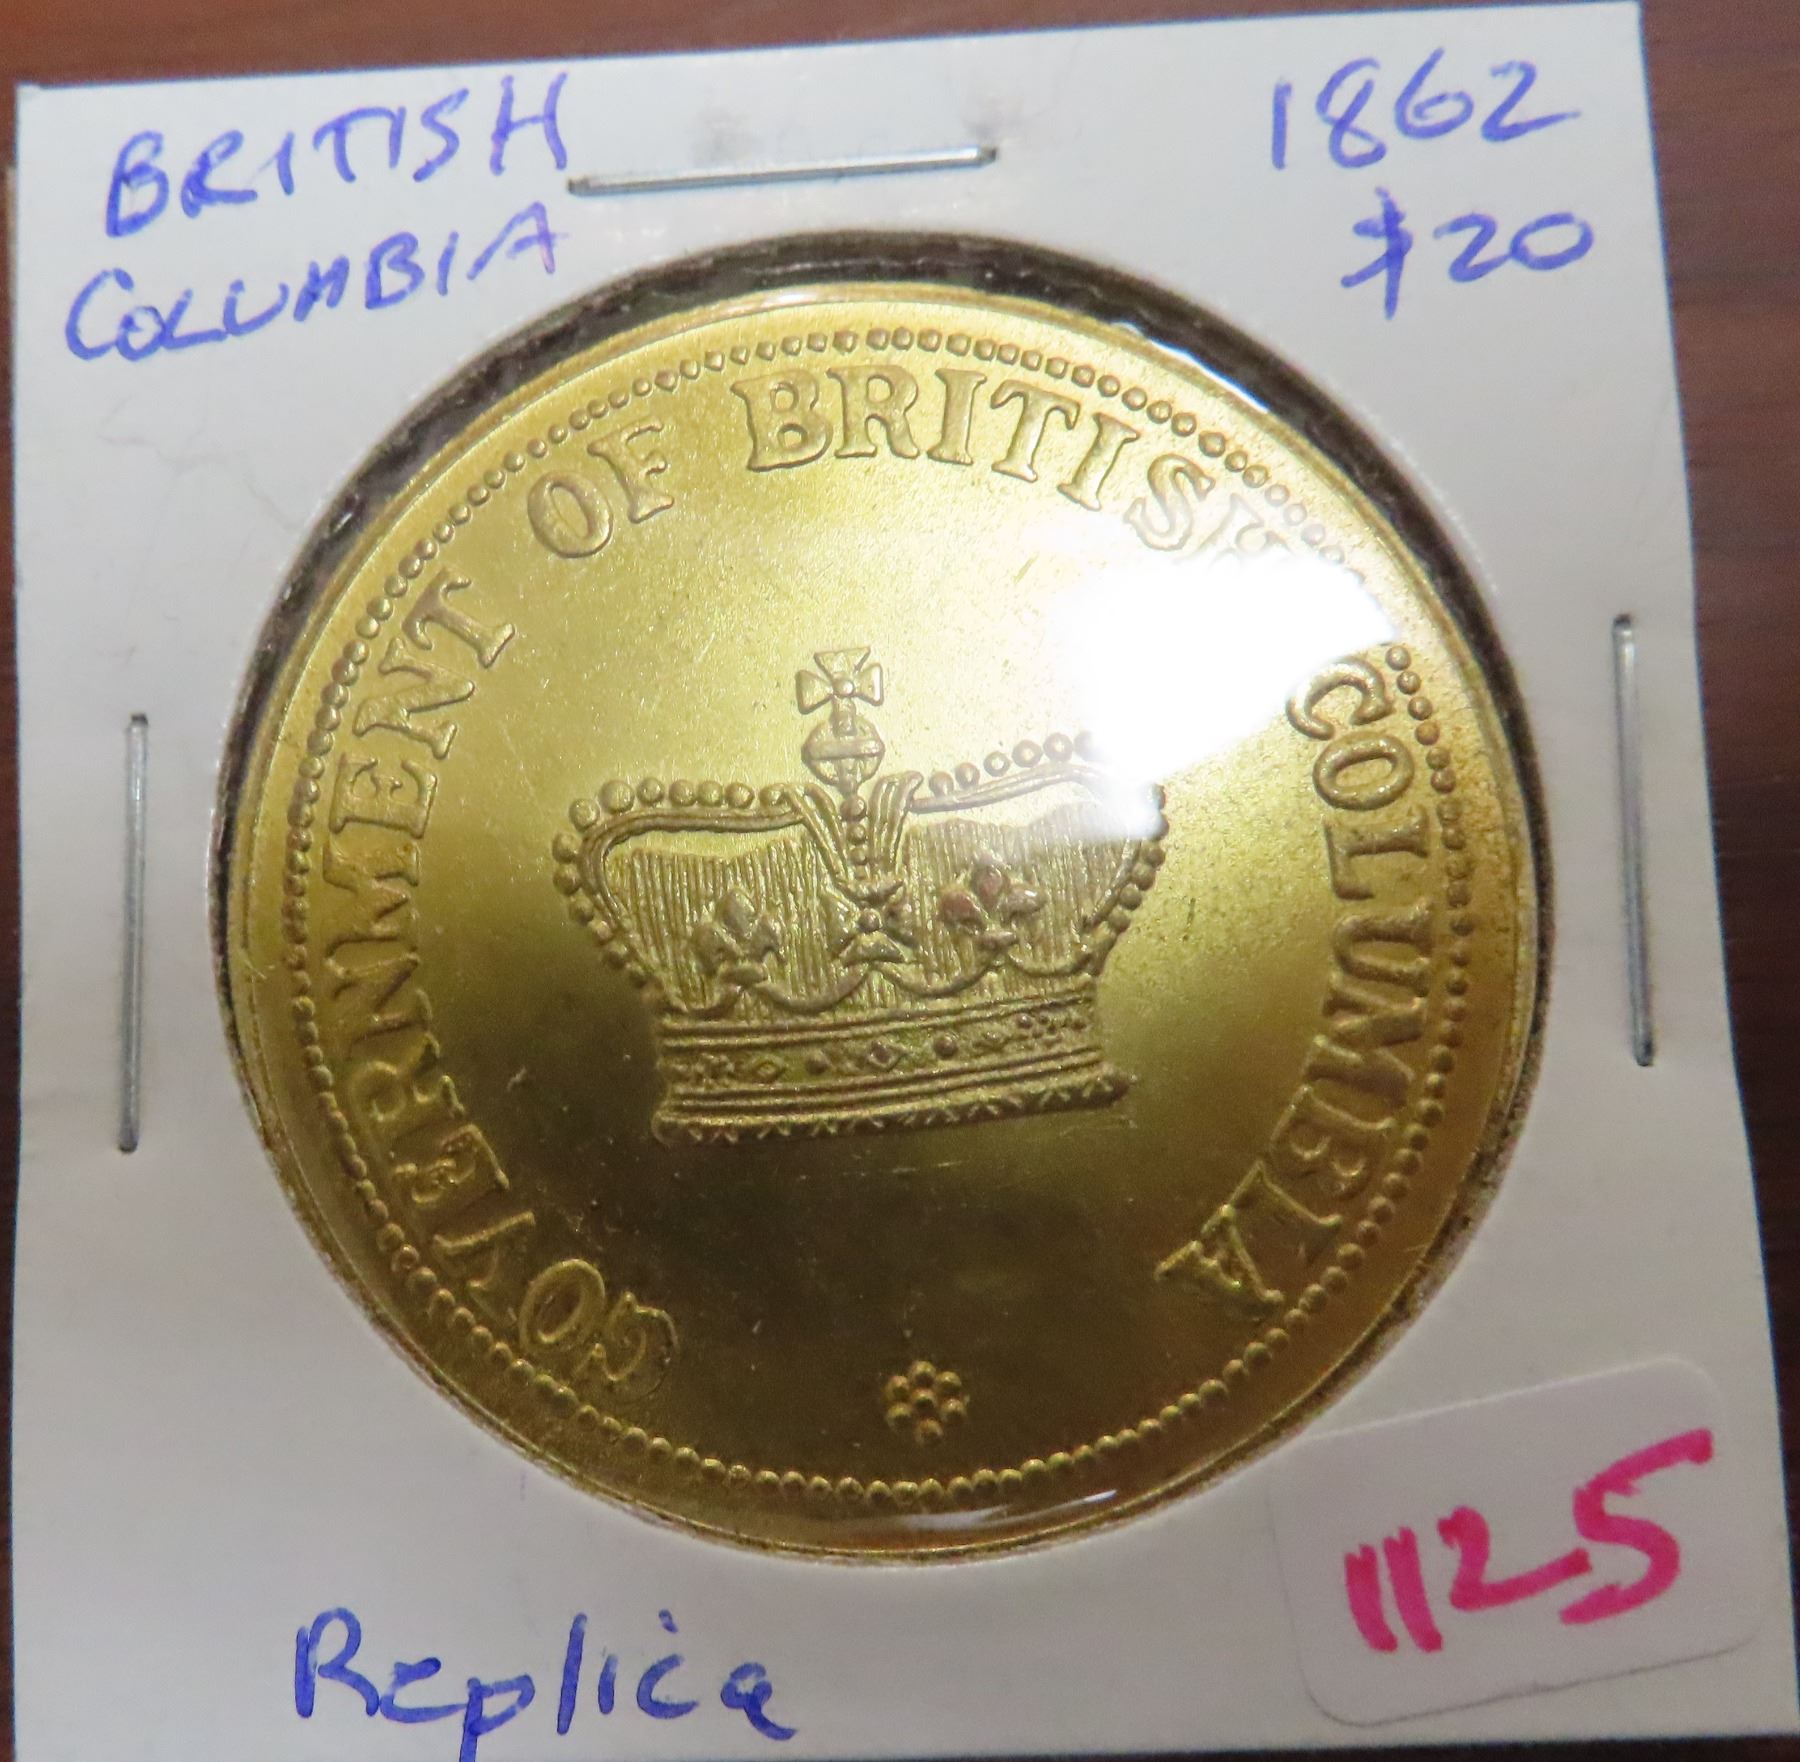 BRITISH
COLUMBIA
1862
$20
GOVERNMENT OF BRITISH COLUMBIA
Replica
1125